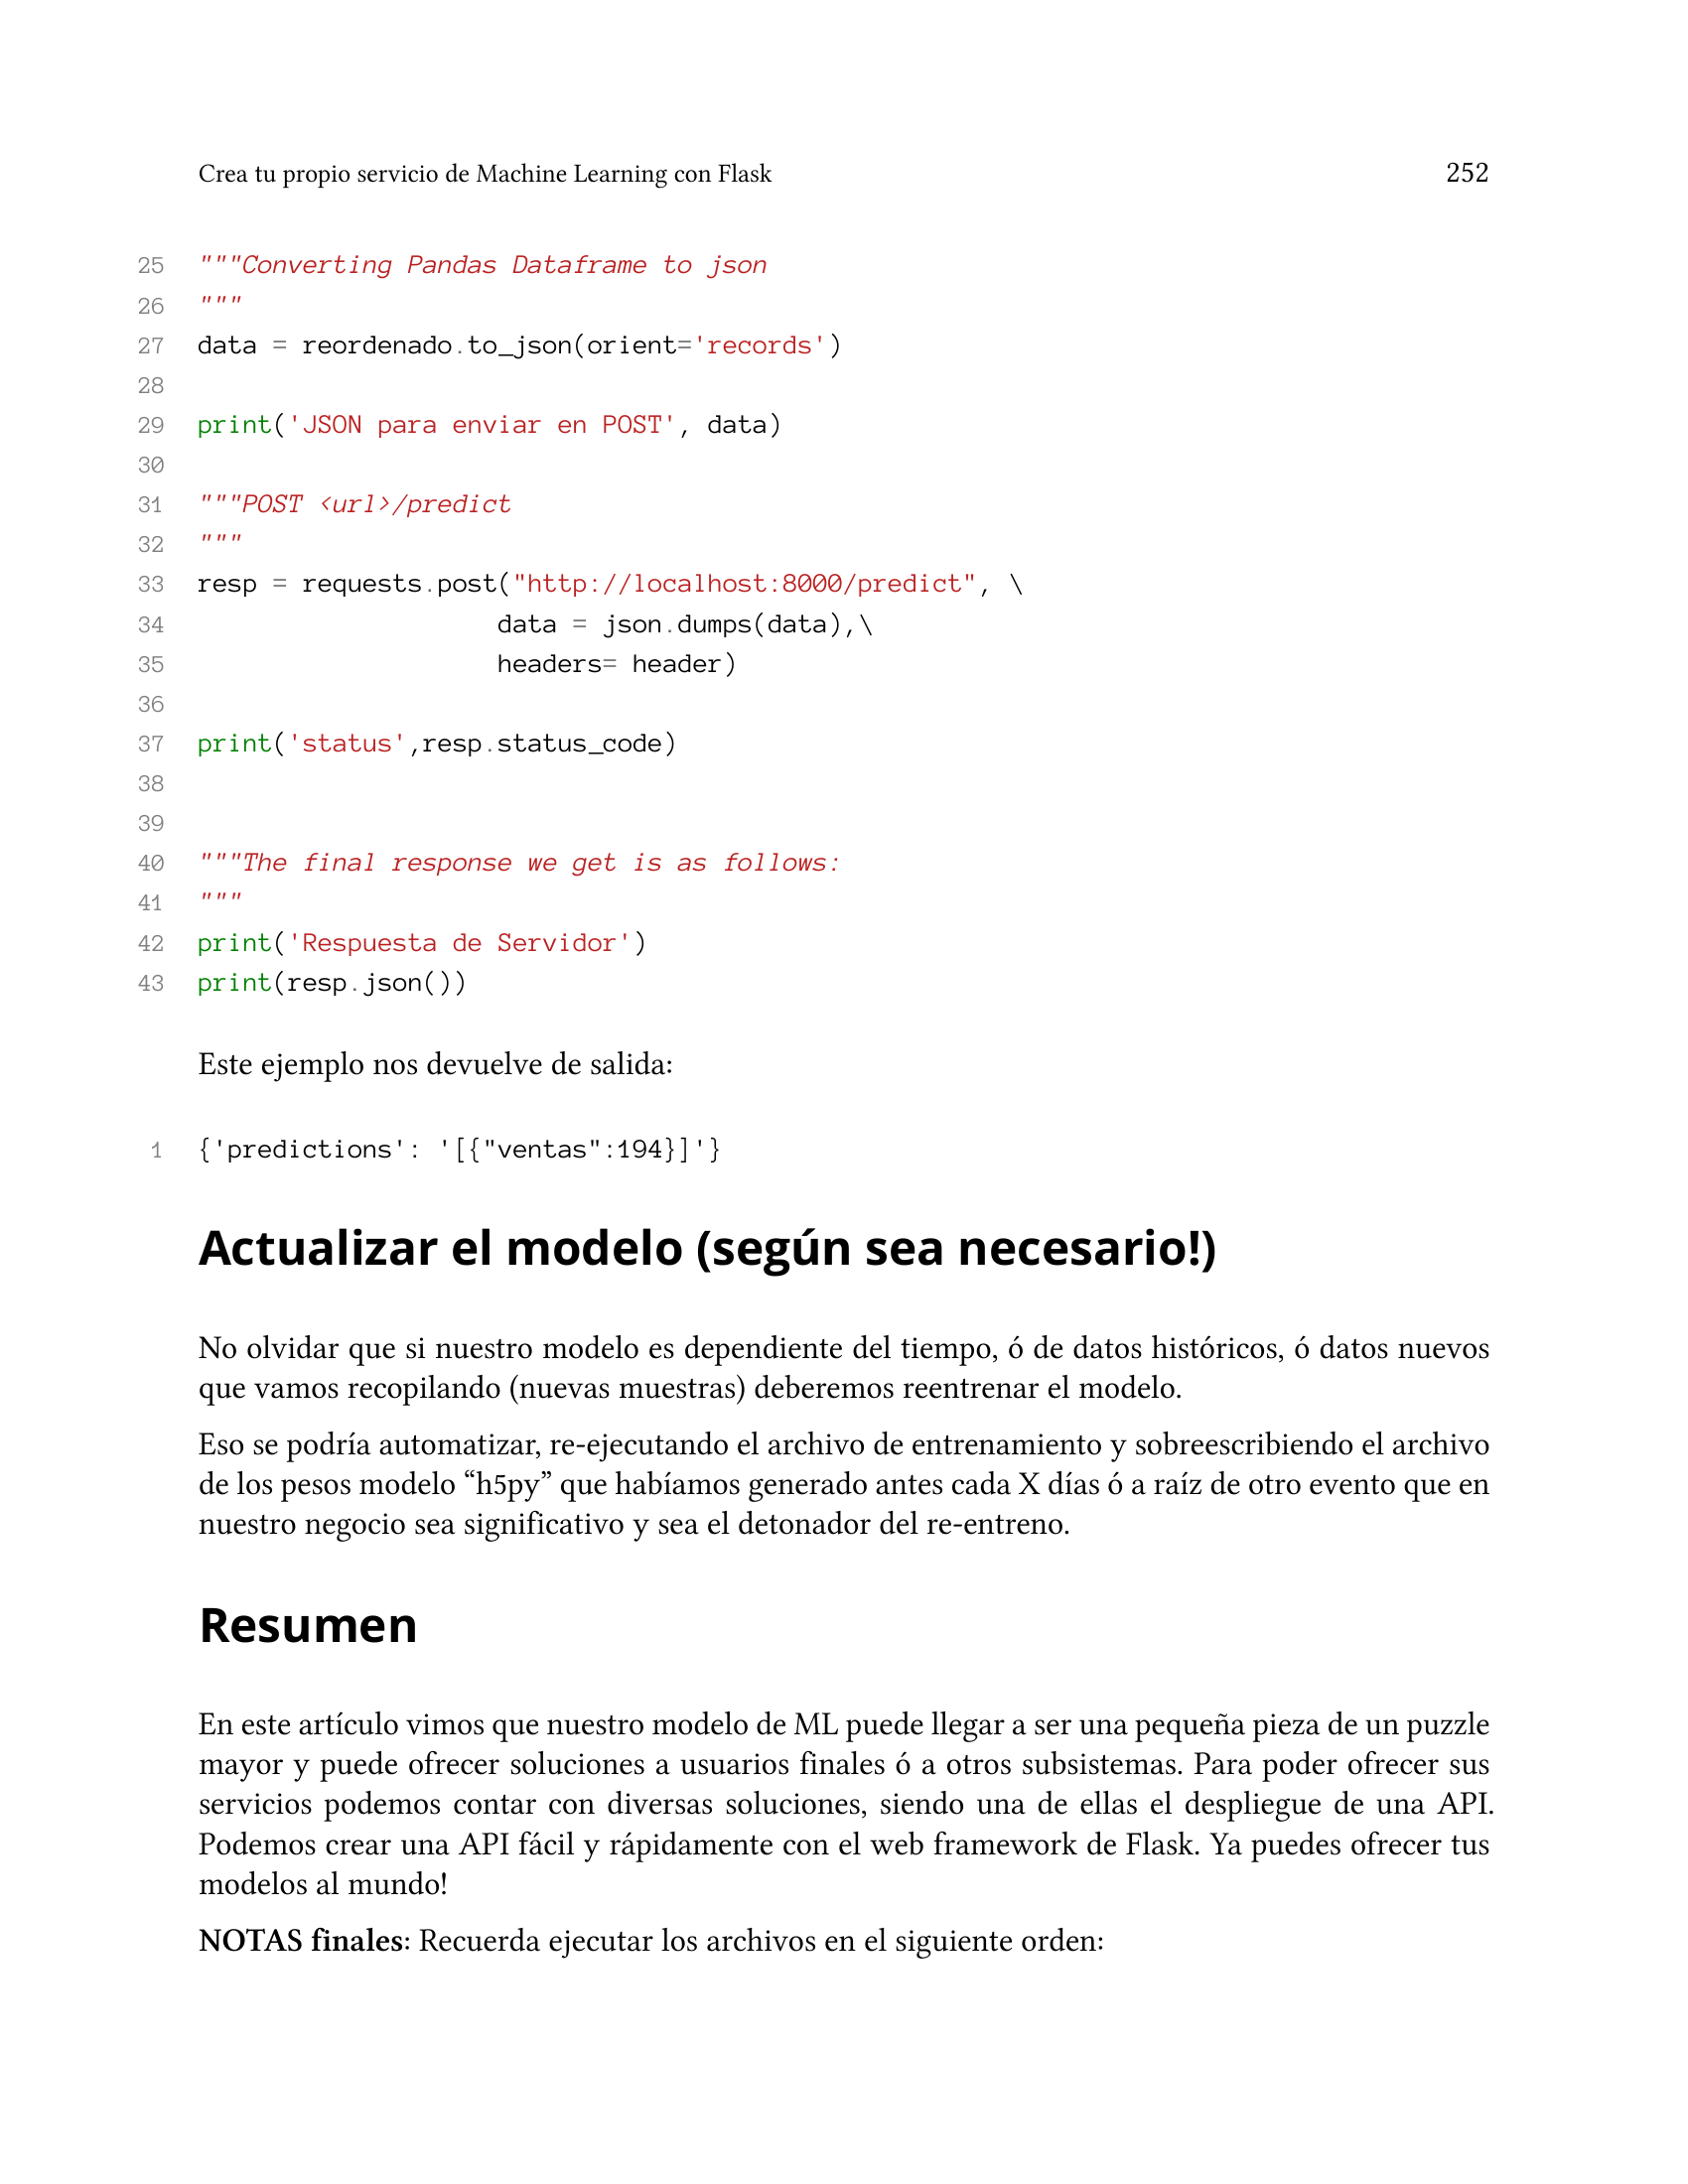 Crea tu propio servicio de Machine Learning con Flask 252
25 """Converting Pandas Dataframe to json
26 """
27 data = reordenado.to_json(orient='records')
28
29 print('JSON para enviar en POST', data)
30
31 """POST <url>/predict
32 """
33 resp = requests.post("http://localhost:8000/predict", \
34                     data = json.dumps(data),\
35                     headers= header)
36
37 print('status',resp.status_code)
38
39
40 """The final response we get is as follows:
41 """
42 print('Respuesta de Servidor')
43 print(resp.json())
Este ejemplo nos devuelve de salida:
1 {'predictions': '[{"ventas":194}]'}
Actualizar el modelo (según sea necesario!)
No olvidar que si nuestro modelo es dependiente del tiempo, ó de datos históricos, ó datos nuevos
que vamos recopilando (nuevas muestras) deberemos reentrenar el modelo.
Eso se podría automatizar, re-ejecutando el archivo de entrenamiento y sobreescribiendo el archivo
de los pesos modelo “h5py” que habíamos generado antes cada X días ó a raíz de otro evento que en
nuestro negocio sea significativo y sea el detonador del re-entreno.
Resumen
En este artículo vimos que nuestro modelo de ML puede llegar a ser una pequeña pieza de un puzzle
mayor y puede ofrecer soluciones a usuarios finales ó a otros subsistemas. Para poder ofrecer sus
servicios podemos contar con diversas soluciones, siendo una de ellas el despliegue de una API.
Podemos crear una API fácil y rápidamente con el web framework de Flask. Ya puedes ofrecer tus
modelos al mundo!
NOTAS finales: Recuerda ejecutar los archivos en el siguiente orden: